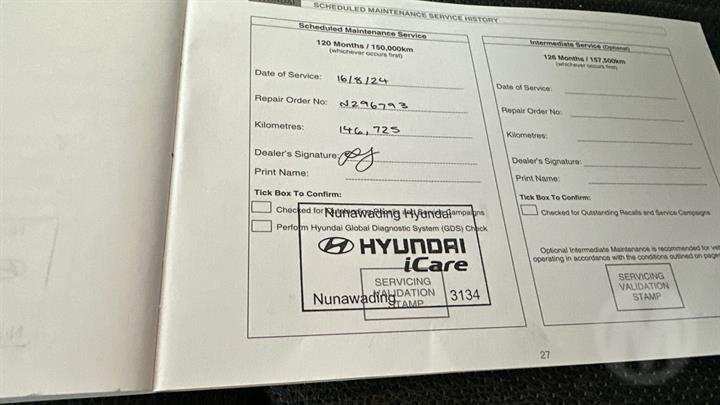 HYUNDAI
SCHEDULED MAINTENANCE SERVICE HISTORY
Scheduled Maintenance Service
120 Months / 150,000km
(whichever occurs first)
Date of Service: 16/8/24
Repair Order No: N296793
Kilometres: 146,725
Dealer's Signature:
Print Name:
Tick Box To Confirm:
Checked for Outstanding Recalls and Service Campaigns
Nunawading Hyundai
Perform Hyundai Global Diagnostic System (GDS) Check
HYUNDAI
iCare
SERVICING
VALIDATION
STAMP
Nunawading 3134
Intermediate Service (Optional)
126 Months / 157,500km
(whichever occurs first)
Date of Service:
Repair Order No:
Kilometres:
Dealer's Signature:
Print Name:
Tick Box To Confirm:
Checked for Outstanding Recalls and Service Campaigns
Optional Intermediate Maintenance is recommended for
operating in accordance with the conditions outlined on
SERVICING
VALIDATION
STAMP
27